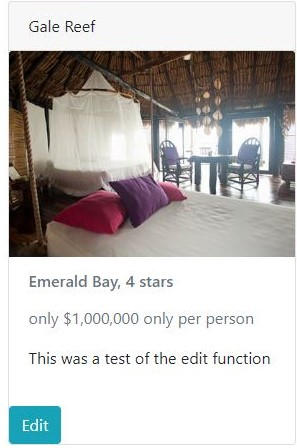 Gale Reef
Emerald Bay, 4 stars
only $1,000,000 only per person
This was a test of the edit function
Edit